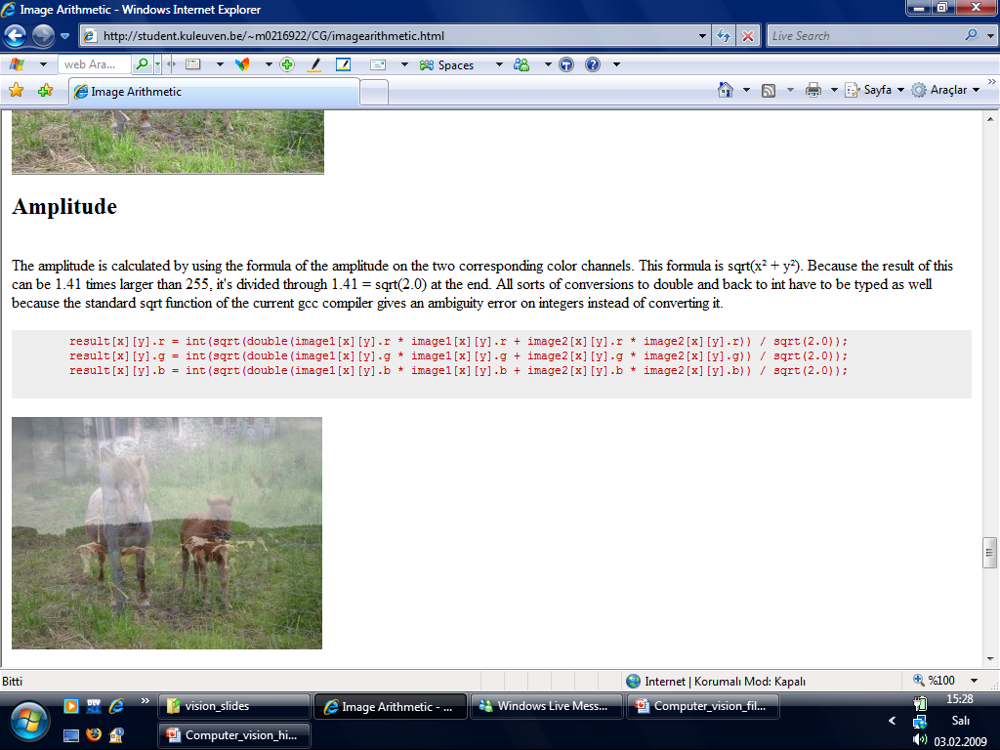 Image Arithmetic - Windows Internet Explorer
http://student.kuleuven.be/~m0216922/CG/imagearithmetic.html
Live Search
web Ara...
Spaces
Image Arithmetic
Sayfa
Araçlar
Amplitude
The amplitude is calculated by using the formula of the amplitude on the two corresponding color channels. This formula is sqrt(x² + y²). Because the result of this
can be 1.41 times larger than 255, it's divided through 1.41 = sqrt(2.0) at the end. All sorts of conversions to double and back to int have to be typed as well
because the standard sqrt function of the current gcc compiler gives an ambiguity error on integers instead of converting it.
result[x][y].r = int(sqrt(double(image1[x][y].r * image1[x][y].r + image2[x][y].r * image2[x][y].r)) / sqrt(2.0));
result[x][y].g = int(sqrt(double(image1[x][y].g * image1[x][y].g + image2[x][y].g * image2[x][y].g)) / sqrt(2.0));
result[x][y].b = int(sqrt(double(image1[x][y].b * image1[x][y].b + image2[x][y].b * image2[x][y].b)) / sqrt(2.0));
Bitti
Internet | Korumalı Mod: Kapalı
%100
vision_slides
Image Arithmetic - ...
Windows Live Mess...
Computer_vision_fil...
15:28
Computer_vision_hi...
Salı
03.02.2009